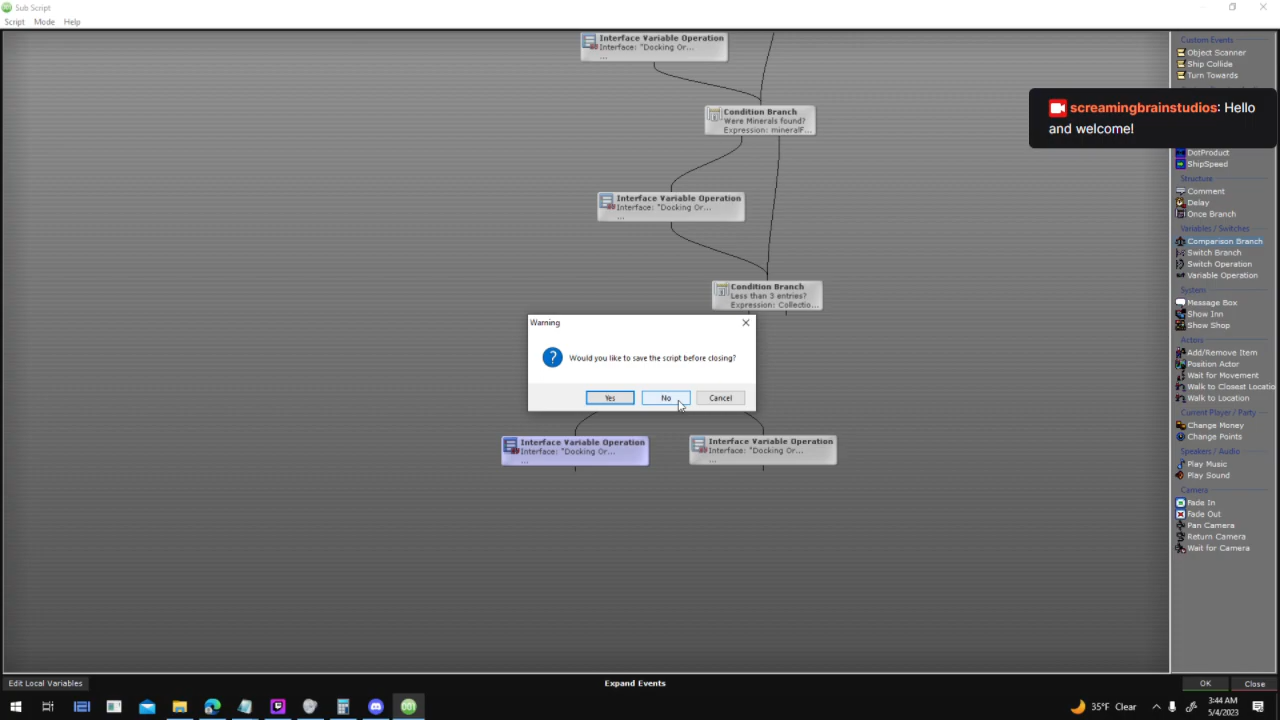 Sub Script
Script Mode Help
Custom Events
Object Scanner
Ship Collide
Turn Towards
screamingbrainstudios: Hello
and welcome!
DotProduct
ShipSpeed
Structure
Comment
Delay
Once Branch
Variables / Switches
Comparison Branch
Switch Branch
Switch Operation
Variable Operation
System
Message Box
Show Inn
Show Shop
Actors
Add/Remove Item
Position Actor
Wait for Movement
Walk to Closest Locatio
Walk to Location
Current Player / Party
Change Money
Change Points
Speakers / Audio
Play Music
Play Sound
Camera
Fade In
Fade Out
Pan Camera
Return Camera
Wait for Camera
Interface Variable Operation
Interface: "Docking Or...
...
Condition Branch
Were Minerals found?
Expression: mineralF...
Interface Variable Operation
Interface: "Docking Or...
...
Condition Branch
Less than 3 entries?
Expression: Collectio...
Warning
Would you like to save the script before closing?
Yes No Cancel
Interface Variable Operation
Interface: "Docking Or...
...
Interface Variable Operation
Interface: "Docking Or...
...
Edit Local Variables
Expand Events
OK Close
35°F Clear
3:44 AM
5/4/2023